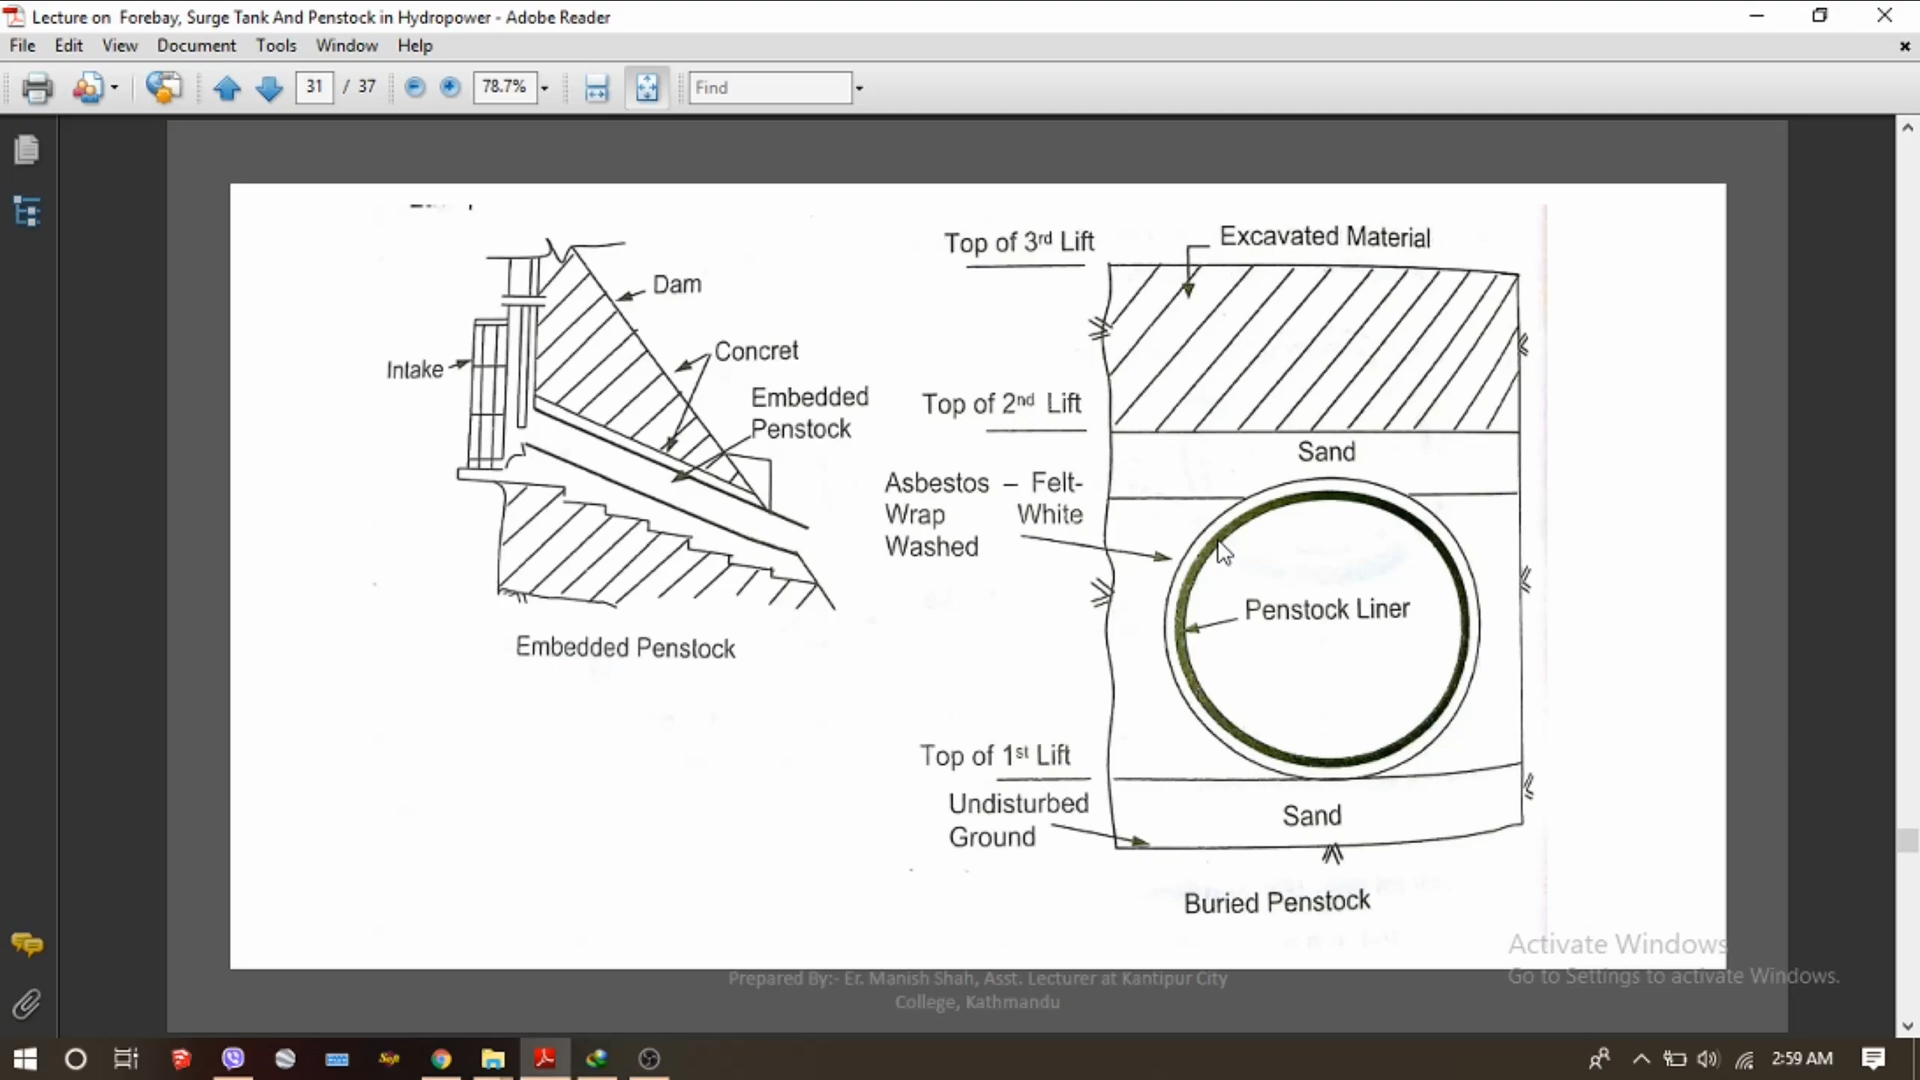 Lecture on  Forebay, Surge Tank And Penstock in Hydropower - Adobe Reader
File Edit View Document Tools Window Help
31 / 37 78.7% Find
Top of 3rd Lift
Excavated Material
Dam
Concret
Intake
Embedded
Penstock
Top of 2nd Lift
Sand
Asbestos – Felt-
Wrap White
Washed
Penstock Liner
Embedded Penstock
Top of 1st Lift
Undisturbed
Ground
Sand
Buried Penstock
Activate Windows
Go to Settings to activate Windows.
Prepared By:- Er. Manish Shah, Asst. Lecturer at Kantipur City
College, Kathmandu
2:59 AM